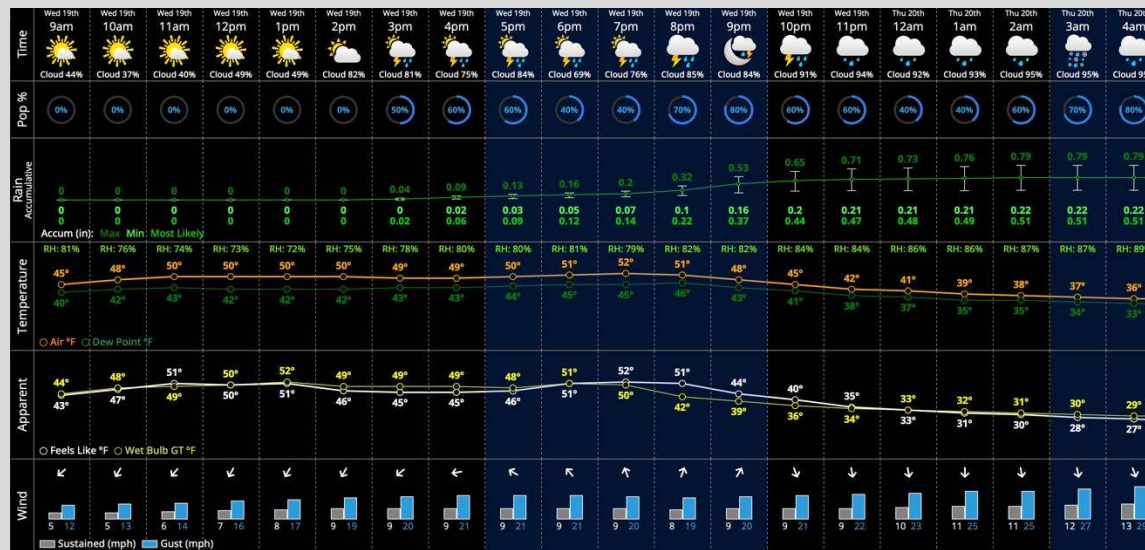 Time
Wed 19th Wed 19th Wed 19th Wed 19th Wed 19th Wed 19th Wed 19th Wed 19th Wed 19th Wed 19th Wed 19th Wed 19th Wed 19th Wed 19th Wed 19th Thu 20th Thu 20th Thu 20th Thu 20th Thu 20th
9am 10am 11am 12pm 1pm 2pm 3pm 4pm 5pm 6pm 7pm 8pm 9pm 10pm 11pm 12am 1am 2am 3am 4am
Cloud 44% Cloud 37% Cloud 40% Cloud 49% Cloud 49% Cloud 82% Cloud 81% Cloud 75% Cloud 84% Cloud 69% Cloud 76% Cloud 85% Cloud 84% Cloud 91% Cloud 94% Cloud 92% Cloud 93% Cloud 95% Cloud 95% Cloud
Pop %
0% 0% 0% 0% 0% 0% 50% 60% 60% 40% 40% 70% 80% 60% 60% 40% 40% 60% 70% 80%
Rain
Accumulative
0 0 0 0 0 0 0.04 0.09 0.13 0.16 0.2 0.32 0.53 0.65 0.71 0.73 0.76 0.79 0.79 0.79
0 0 0 0 0 0 0 0.02 0.03 0.05 0.07 0.1 0.16 0.2 0.21 0.21 0.21 0.22 0.22 0.22
0 0 0 0 0 0 0.02 0.06 0.09 0.12 0.14 0.22 0.37 0.44 0.47 0.48 0.49 0.51 0.51 0.51
Accum (in): Max Min Most Likely
Temperature
RH: 81% RH: 76% RH: 74% RH: 73% RH: 72% RH: 75% RH: 78% RH: 80% RH: 80% RH: 81% RH: 79% RH: 82% RH: 82% RH: 84% RH: 84% RH: 86% RH: 86% RH: 87% RH: 87% RH: 89
45° 48° 50° 50° 50° 50° 49° 49° 50° 51° 52° 51° 48° 45° 42° 41° 39° 38° 37° 36°
40° 42° 43° 42° 42° 42° 43° 43° 44° 45° 45° 46° 43° 41° 38° 37° 35° 35° 34° 33°
Air °F Dew Point °F
Apparent
44° 48° 51° 50° 52° 49° 49° 49° 48° 51° 52° 51° 44° 40° 35° 33° 32° 31° 30° 29°
43° 47° 49° 50° 51° 46° 45° 45° 46° 51° 50° 42° 39° 36° 34° 33° 31° 30° 28° 27°
Feels Like °F Wet Bulb GT °F
Wind
5 12 5 13 6 14 7 16 8 17 9 19 9 20 9 21 9 21 9 21 9 20 8 19 9 20 9 21 9 22 10 23 11 25 11 25 12 27 13 29
Sustained (mph) Gust (mph)